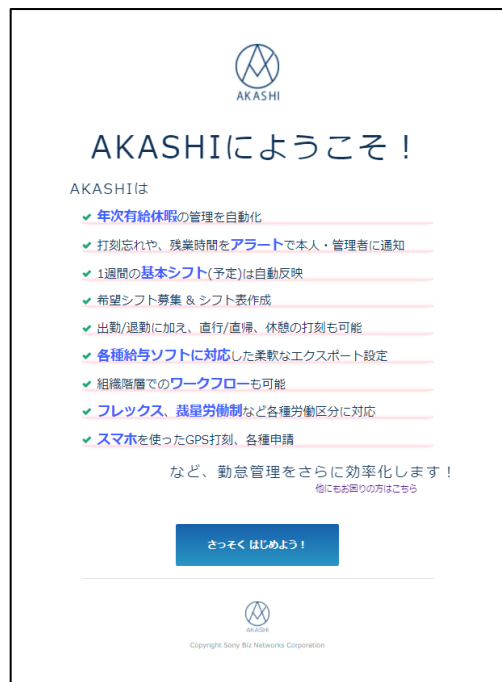 AKASHI
AKASHIにようこそ！
AKASHIは
年次有給休暇の管理を自動化
打刻忘れや、残業時間をアラートで本人・管理者に通知
1週間の基本シフト(予定)は自動反映
希望シフト募集 & シフト表作成
出勤/退勤に加え、直行/直帰、休憩の打刻も可能
各種給与ソフトに対応した柔軟なエクスポート設定
組織階層でのワークフローも可能
フレックス、裁量労働制など各種労働区分に対応
スマホを使ったGPS打刻、各種申請
など、勤怠管理をさらに効率化します！
他にもお困りの方はこちら
さっそく はじめよう！
AKASHI
Copyright Sony Biz Networks Corporation